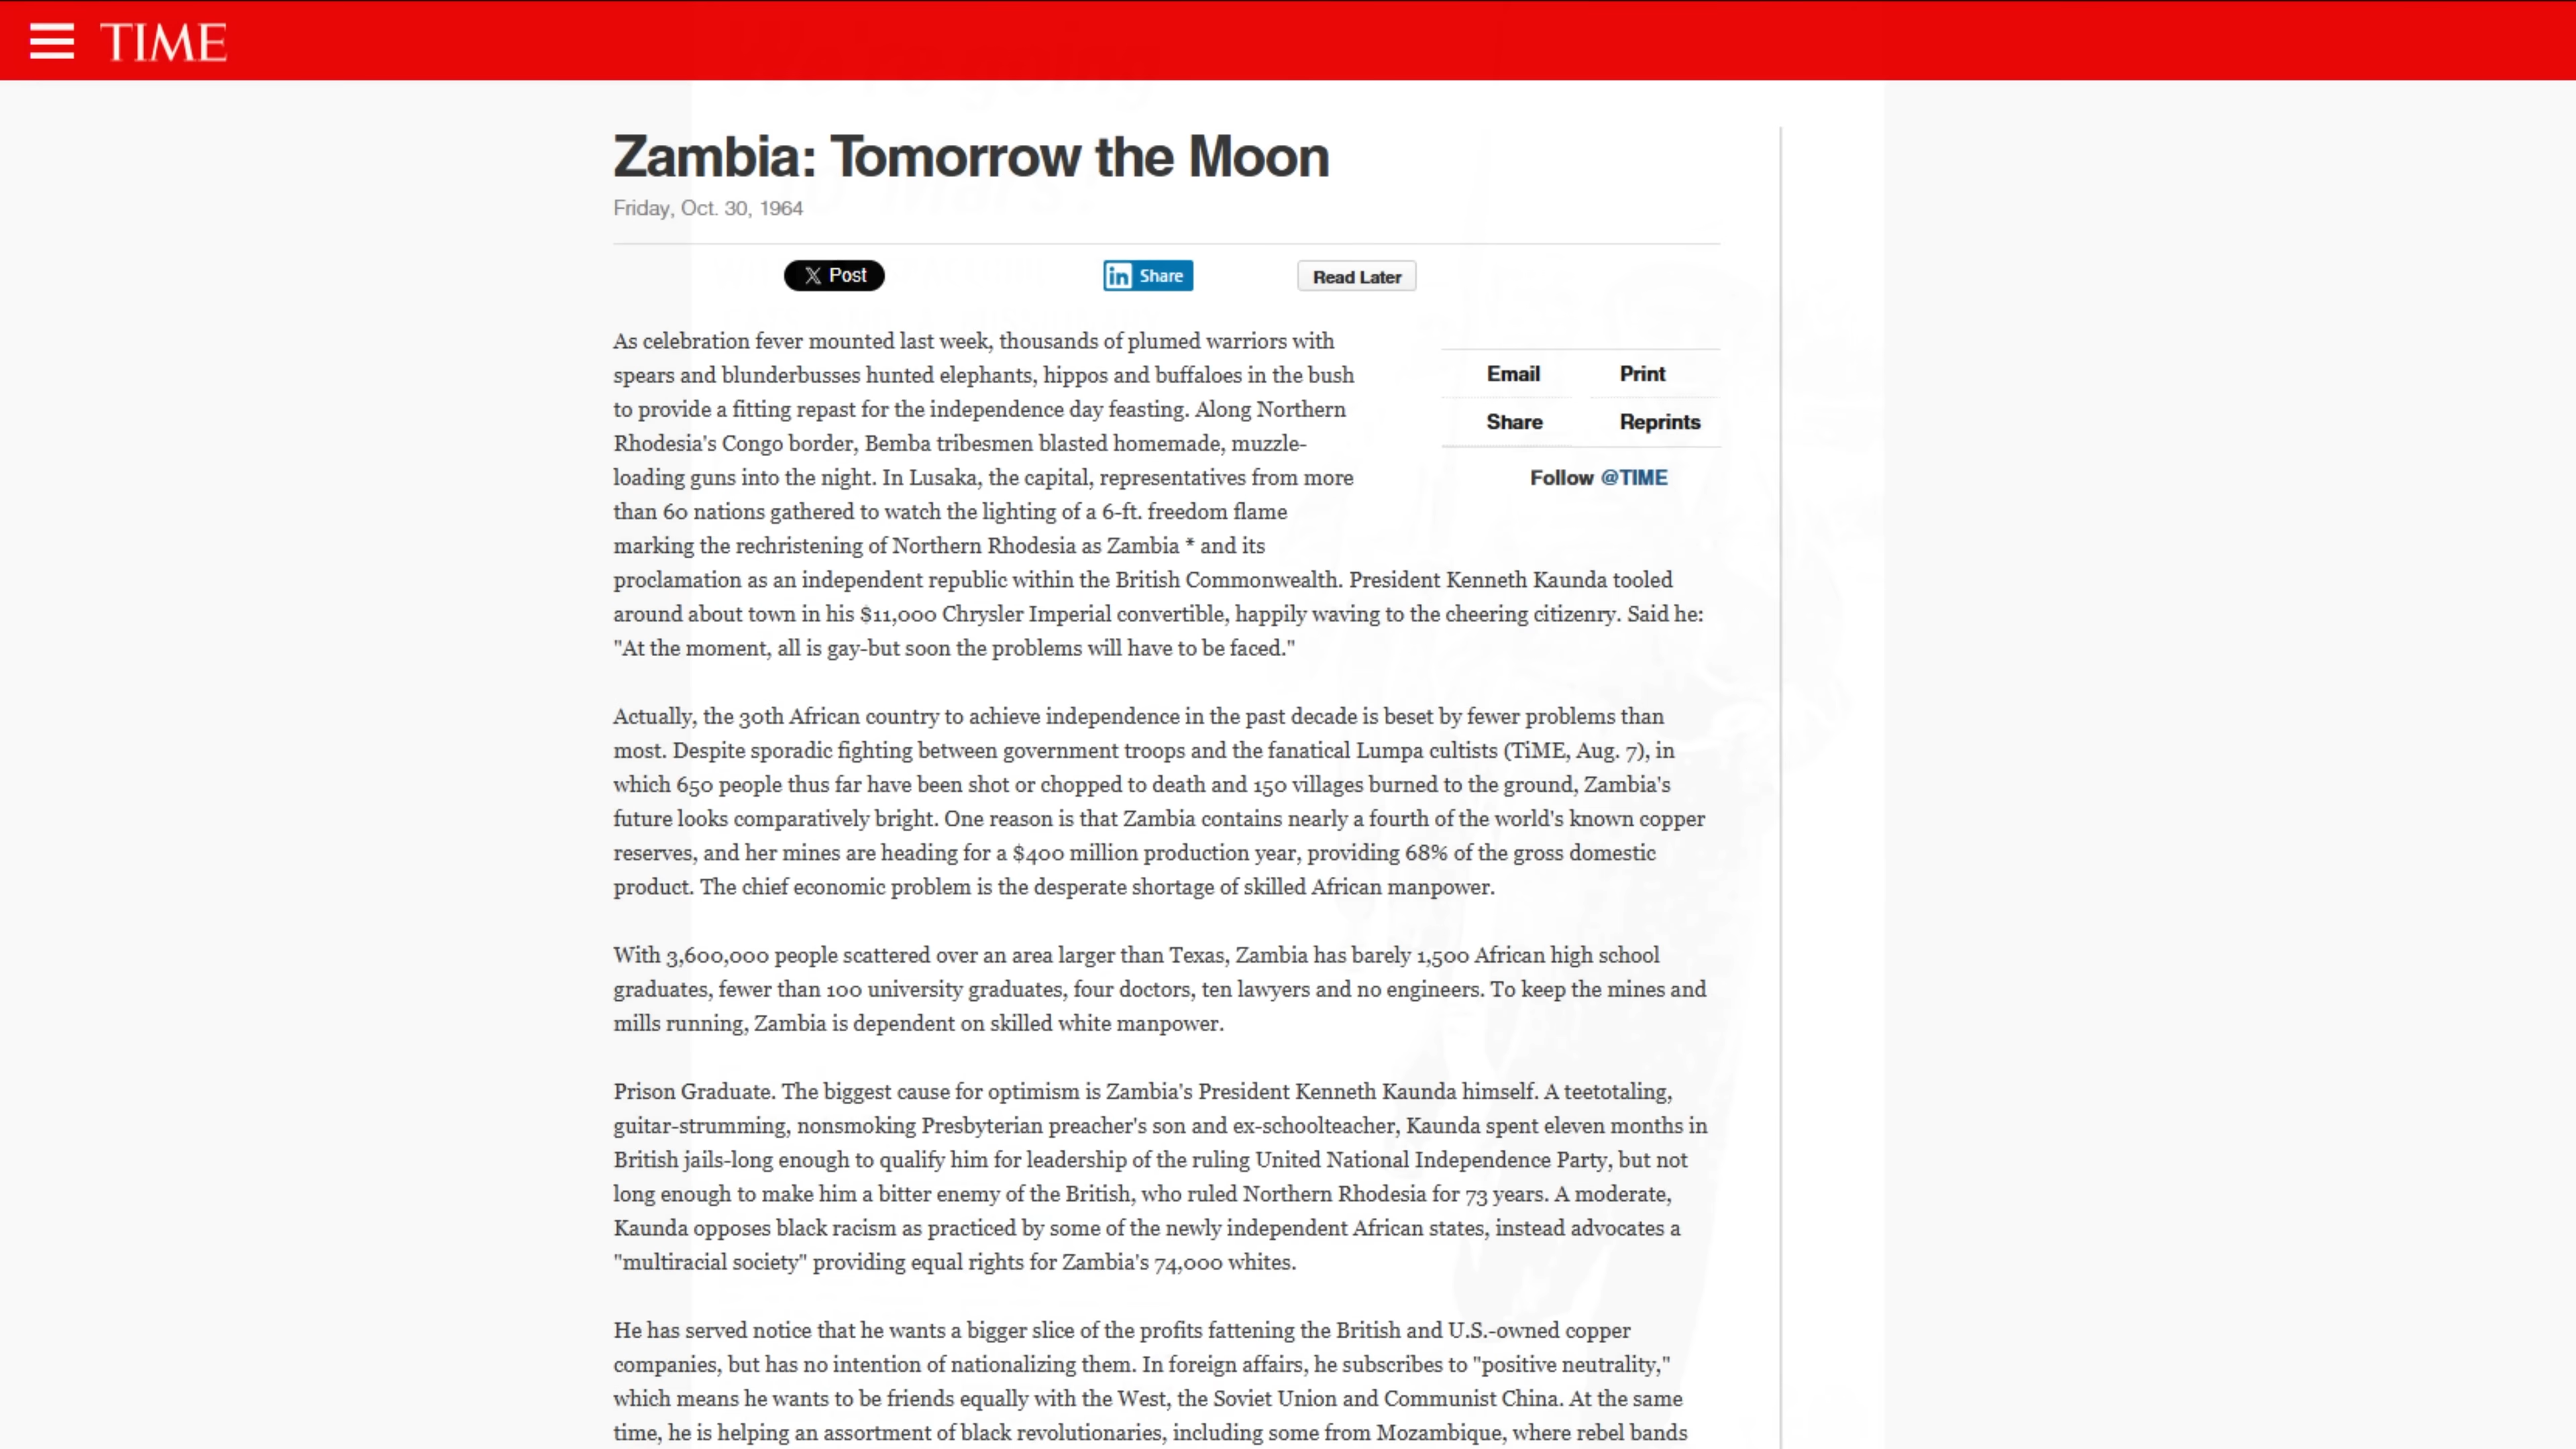 TIME
Zambia: Tomorrow the Moon
Friday, Oct. 30, 1964
Post
in Share
Read Later
As celebration fever mounted last week, thousands of plumed warriors with
spears and blunderbusses hunted elephants, hippos and buffaloes in the bush
to provide a fitting repast for the independence day feasting. Along Northern
Rhodesia's Congo border, Bemba tribesmen blasted homemade, muzzle-
loading guns into the night. In Lusaka, the capital, representatives from more
than 60 nations gathered to watch the lighting of a 6-ft. freedom flame
marking the rechristening of Northern Rhodesia as Zambia * and its
proclamation as an independent republic within the British Commonwealth. President Kenneth Kaunda tooled
around about town in his $11,000 Chrysler Imperial convertible, happily waving to the cheering citizenry. Said he:
"At the moment, all is gay-but soon the problems will have to be faced."
Email Print
Share Reprints
Follow @TIME
Actually, the 30th African country to achieve independence in the past decade is beset by fewer problems than
most. Despite sporadic fighting between government troops and the fanatical Lumpa cultists (TiME, Aug. 7), in
which 650 people thus far have been shot or chopped to death and 150 villages burned to the ground, Zambia's
future looks comparatively bright. One reason is that Zambia contains nearly a fourth of the world's known copper
reserves, and her mines are heading for a $400 million production year, providing 68% of the gross domestic
product. The chief economic problem is the desperate shortage of skilled African manpower.
With 3,600,000 people scattered over an area larger than Texas, Zambia has barely 1,500 African high school
graduates, fewer than 100 university graduates, four doctors, ten lawyers and no engineers. To keep the mines and
mills running, Zambia is dependent on skilled white manpower.
Prison Graduate. The biggest cause for optimism is Zambia's President Kenneth Kaunda himself. A teetotaling,
guitar-strumming, nonsmoking Presbyterian preacher's son and ex-schoolteacher, Kaunda spent eleven months in
British jails-long enough to qualify him for leadership of the ruling United National Independence Party, but not
long enough to make him a bitter enemy of the British, who ruled Northern Rhodesia for 73 years. A moderate,
Kaunda opposes black racism as practiced by some of the newly independent African states, instead advocates a
"multiracial society" providing equal rights for Zambia's 74,000 whites.
He has served notice that he wants a bigger slice of the profits fattening the British and U.S.-owned copper
companies, but has no intention of nationalizing them. In foreign affairs, he subscribes to "positive neutrality,"
which means he wants to be friends equally with the West, the Soviet Union and Communist China. At the same
time, he is helping an assortment of black revolutionaries, including some from Mozambique, where rebel bands